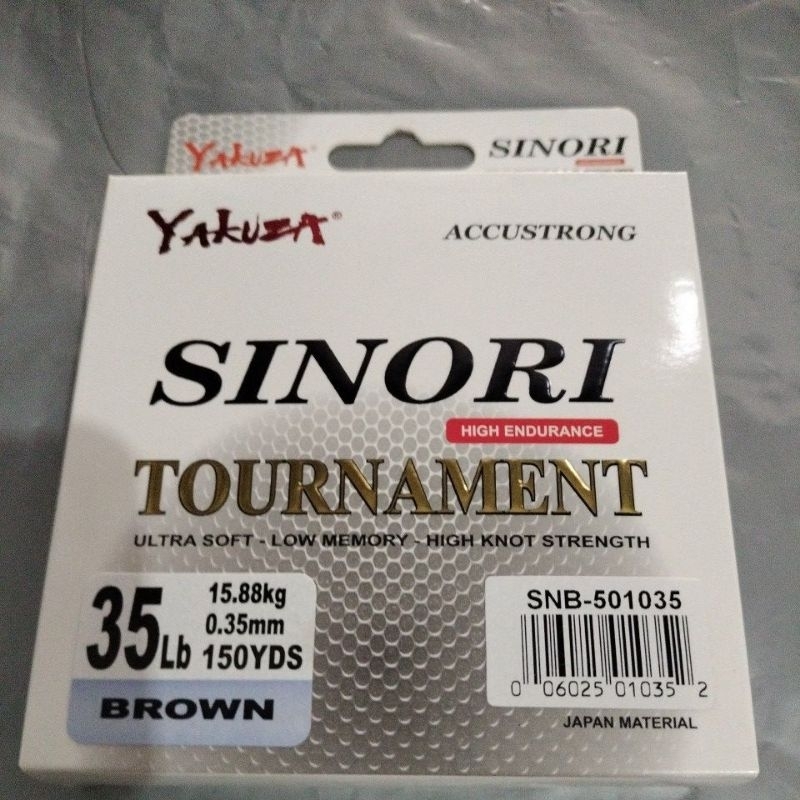 YAKUZA SINORI
YAKUZA® ACCUSTRONG
SINORI
HIGH ENDURANCE
TOURNAMENT
ULTRA SOFT - LOW MEMORY - HIGH KNOT STRENGTH
35Lb
15.88kg
0.35mm
150YDS
BROWN
SNB-501035
0 06025 01035 2
JAPAN MATERIAL